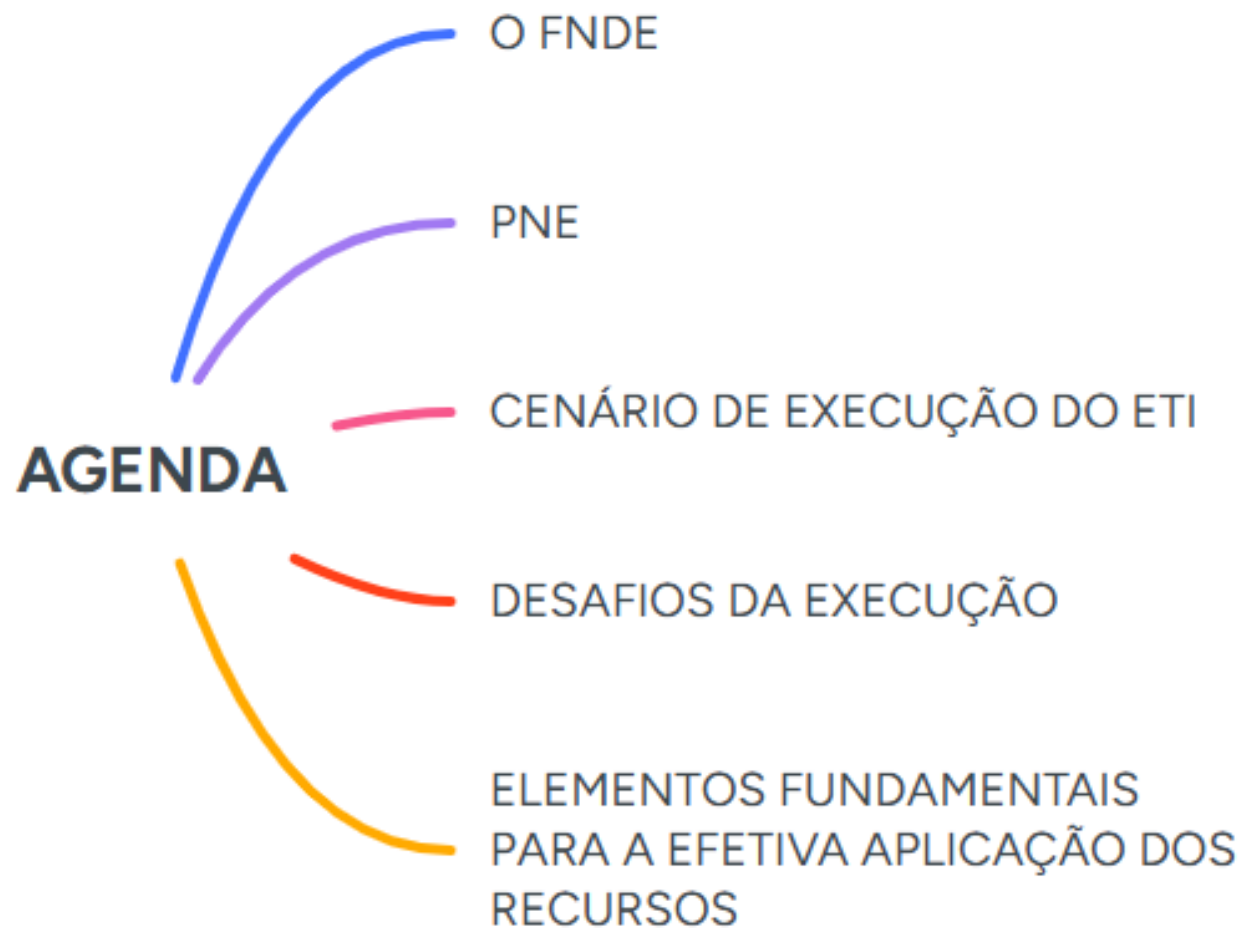 O FNDE
PNE
CENÁRIO DE EXECUÇÃO DO ETI
AGENDA
DESAFIOS DA EXECUÇÃO
ELEMENTOS FUNDAMENTAIS
PARA A EFETIVA APLICAÇÃO DOS
RECURSOS